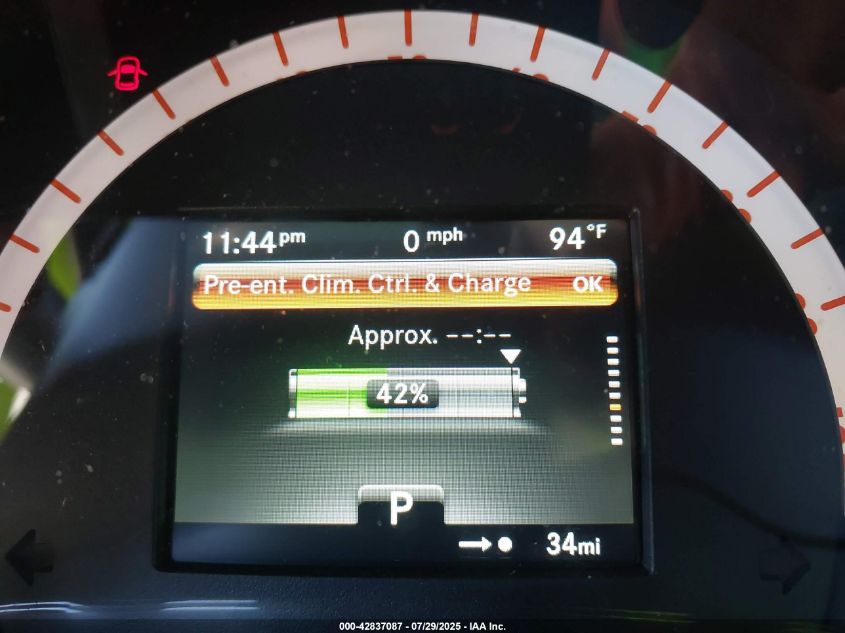 11:44pm 0 mph 94°F
Pre-ent. Clim. Ctrl. & Charge OK
Approx. --:--
42%
P
34mi
000-42837087 - 07/29/2025 - IAA Inc.